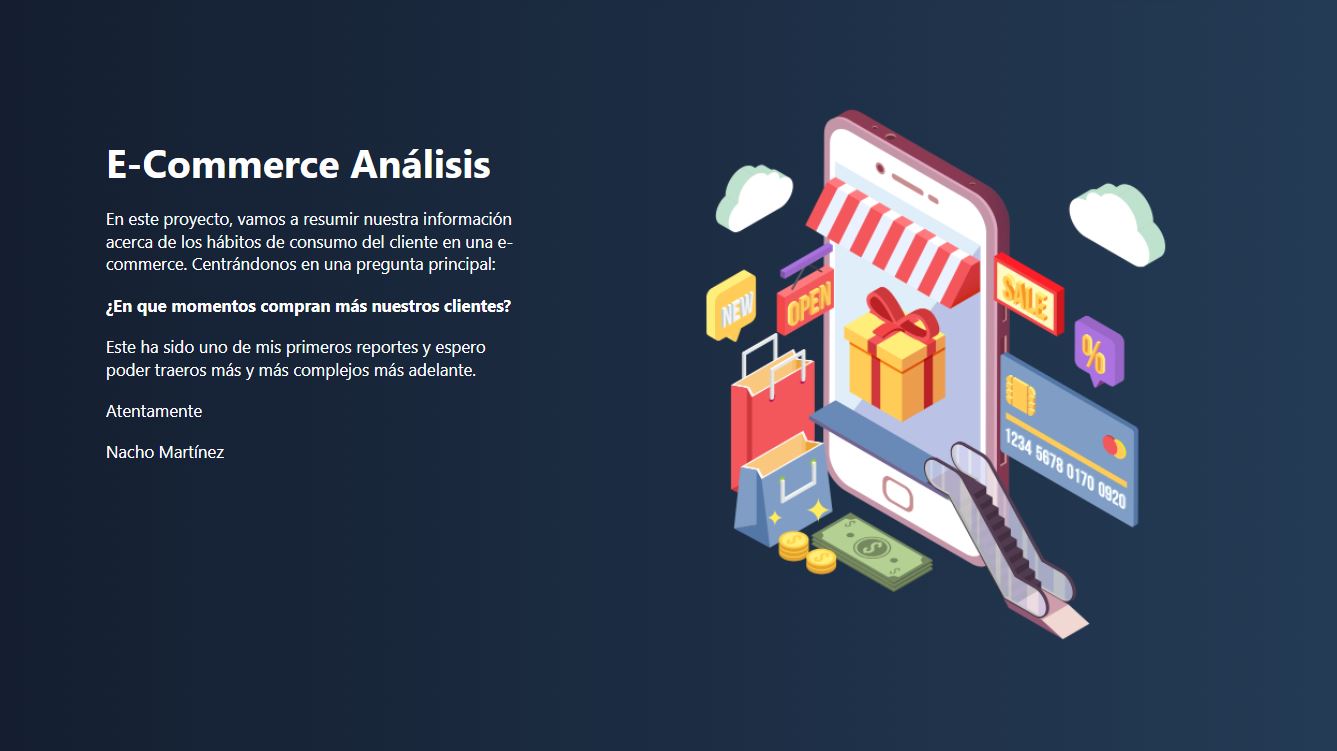 E-Commerce Análisis
En este proyecto, vamos a resumir nuestra información
acerca de los hábitos de consumo del cliente en una e-
commerce. Centrándonos en una pregunta principal:
¿En que momentos compran más nuestros clientes?
Este ha sido uno de mis primeros reportes y espero
poder traeros más y más complejos más adelante.
Atentamente
Nacho Martínez
NEW
OPEN
SALE
%
1234 5678 0170 0920